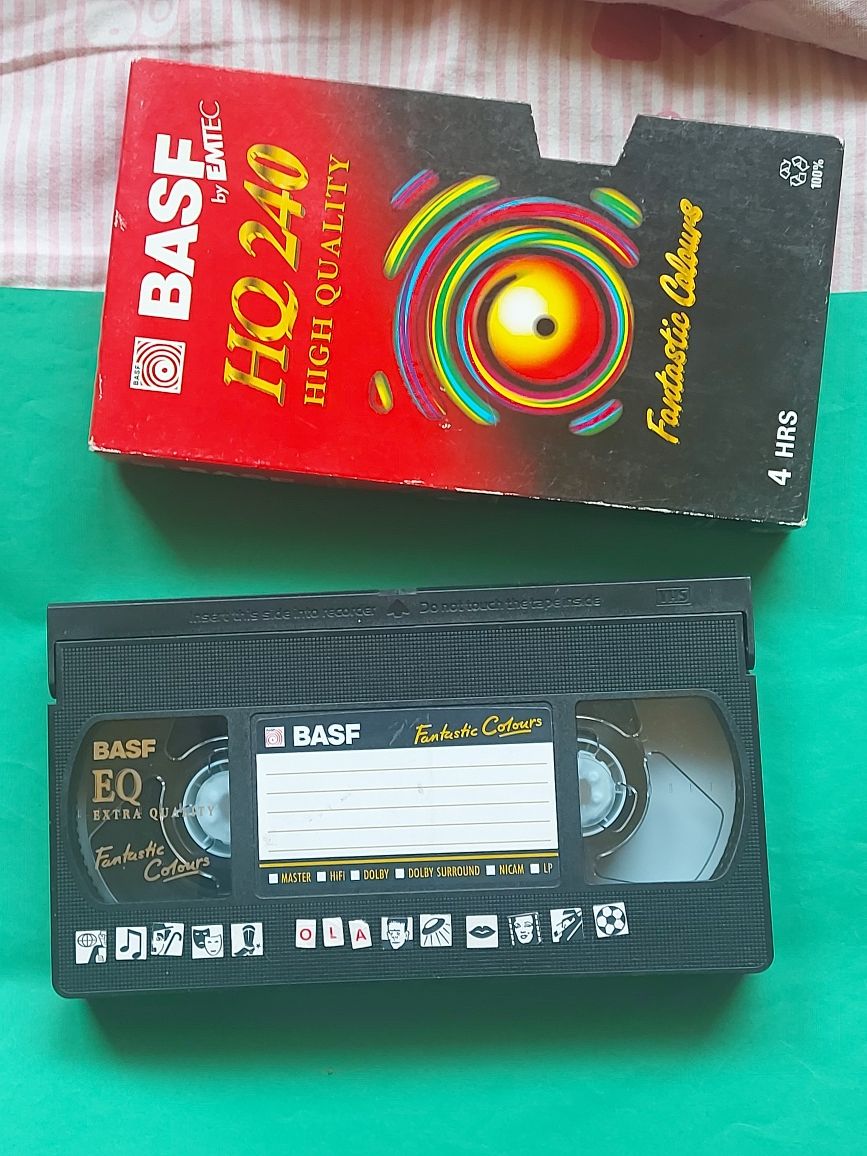 BASF
by EMTEC
HQ 240
HIGH QUALITY
BASF
Fantastic Colours
100%
4 HRS
Insert this side into recorder Do not touch the tape inside VHS
BASF
EQ
EXTRA QUALITY
Fantastic
Colours
BASF Fantastic Colours
MASTER HiFi DOLBY DOLBY SURROUND NICAM LP
OLA